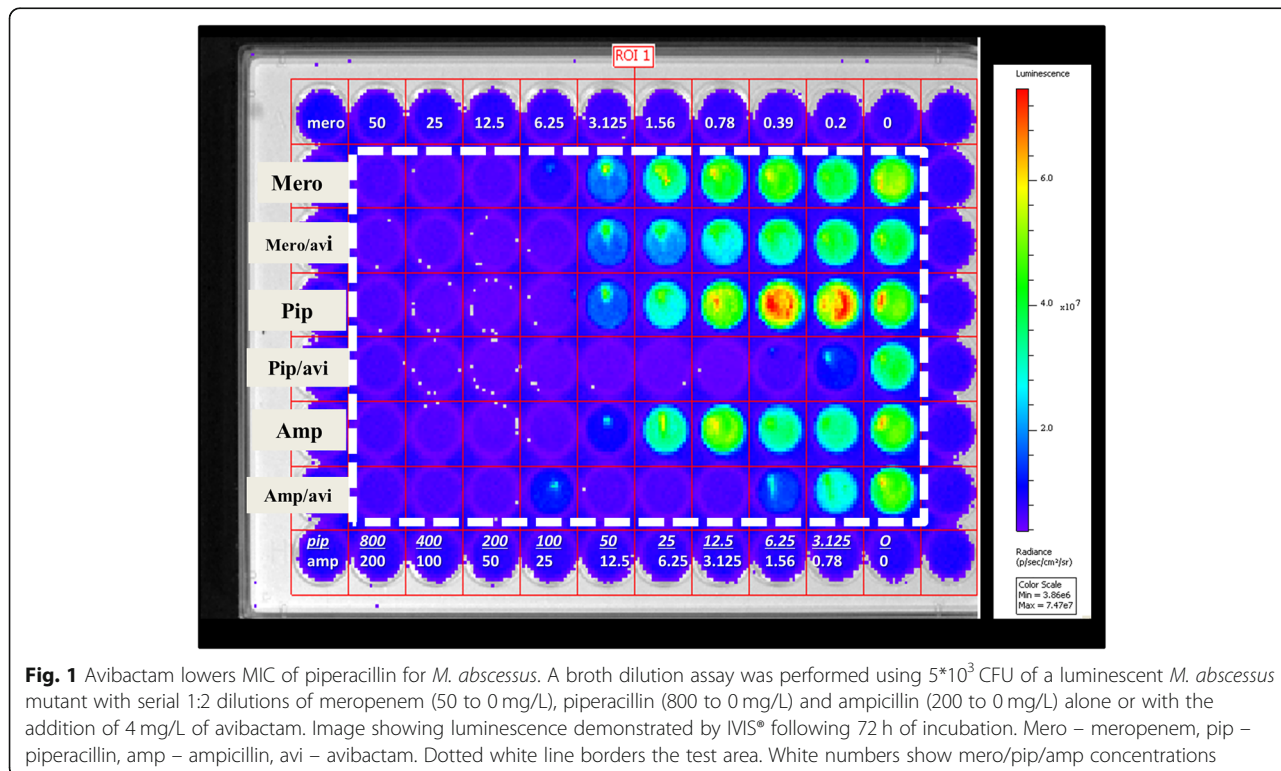 ROI 1
Luminescence
mero 50 25 12.5 6.25 3.125 1.56 0.78 0.39 0.2 0
Mero
Mero/avi
Pip
Pip/avi
Amp
Amp/avi
pip 800 400 200 100 50 25 12.5 6.25 3.125 O
amp 200 100 50 25 12.5 6.25 3.125 1.56 0.78 0
6.0
4.0
x10⁷
2.0
Radiance
(p/sec/cm²/sr)
Color Scale
Min = 3.86e6
Max = 7.47e7
Fig. 1 Avibactam lowers MIC of piperacillin for M. abscessus. A broth dilution assay was performed using 5*10³ CFU of a luminescent M. abscessus
mutant with serial 1:2 dilutions of meropenem (50 to 0 mg/L), piperacillin (800 to 0 mg/L) and ampicillin (200 to 0 mg/L) alone or with the
addition of 4 mg/L of avibactam. Image showing luminescence demonstrated by IVIS® following 72 h of incubation. Mero – meropenem, pip –
piperacillin, amp – ampicillin, avi – avibactam. Dotted white line borders the test area. White numbers show mero/pip/amp concentrations